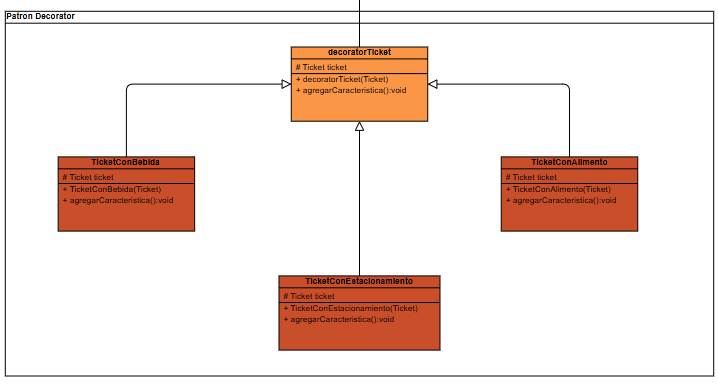 Patron Decorator
decoratorTicket
# Ticket ticket
+ decoratorTicket(Ticket)
+ agregarCaracteristica():void
TicketConBebida
# Ticket ticket
+ TicketConBebida(Ticket)
+ agregarCaracteristica():void
TicketConAlimento
# Ticket ticket
+ TicketConAlimento(Ticket)
+ agregarCaracteristica():void
TicketConEstacionamiento
# Ticket ticket
+ TicketConEstacionamiento(Ticket)
+ agregarCaracteristica():void